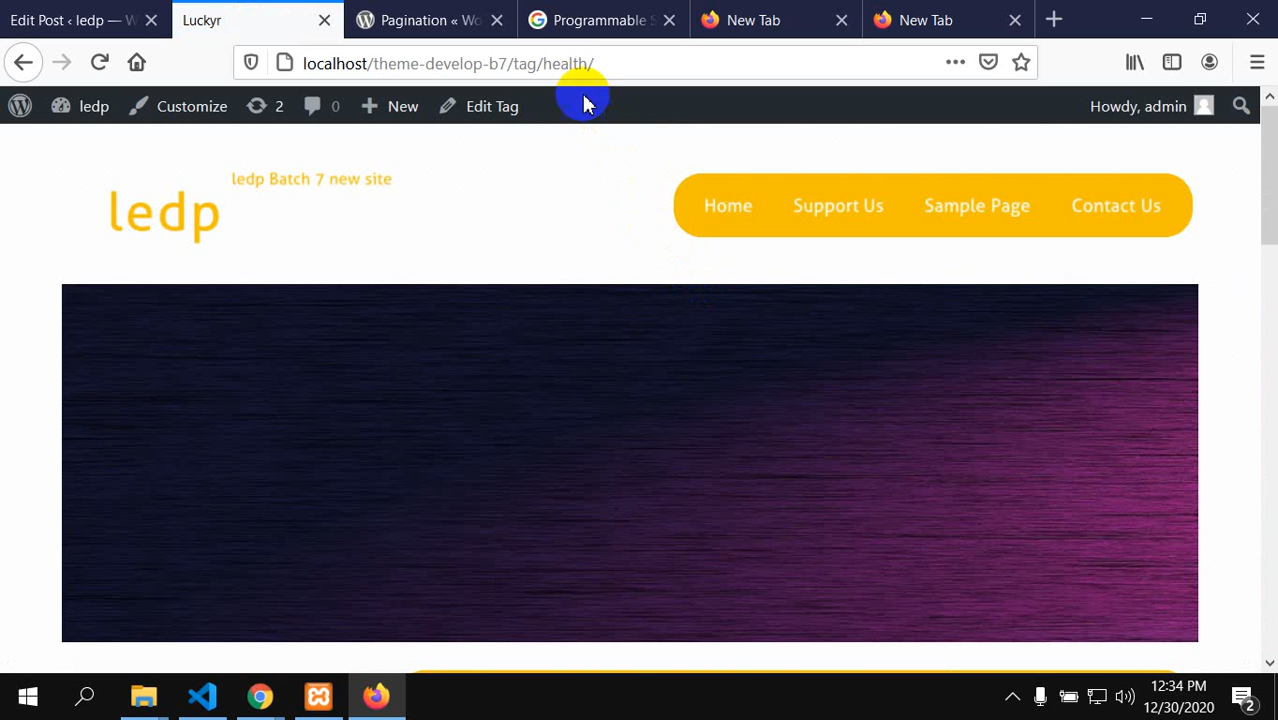 Edit Post ‹ ledp — W
Luckyr
Pagination « Wo
Programmable S
New Tab
New Tab
localhost/theme-develop-b7/tag/health/
ledp
Customize
2
0
New
Edit Tag
Howdy, admin
ledp Batch 7 new site
ledp
Home
Support Us
Sample Page
Contact Us
12:34 PM
12/30/2020
2